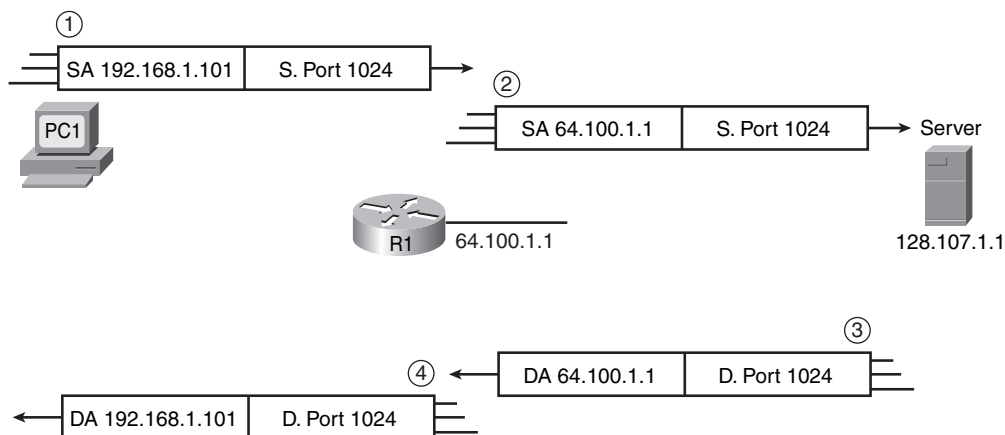 1
SA 192.168.1.101 S. Port 1024
2
PC1
SA 64.100.1.1 S. Port 1024
Server
R1
64.100.1.1
128.107.1.1
3
4
DA 64.100.1.1 D. Port 1024
DA 192.168.1.101 D. Port 1024